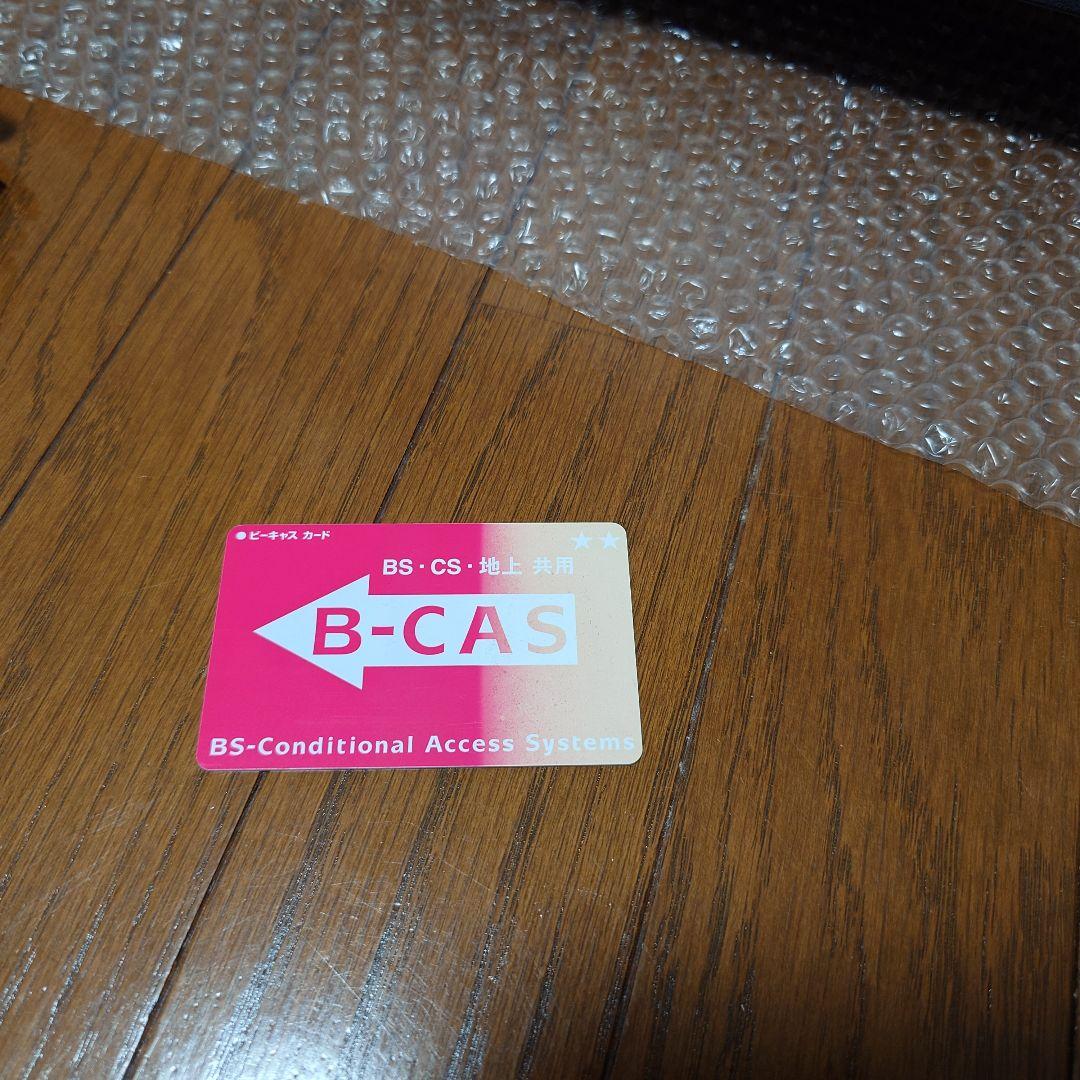 ●ビーキャス カード
★★
BS・CS・地上 共用
B-CAS
BS-Conditional Access Systems